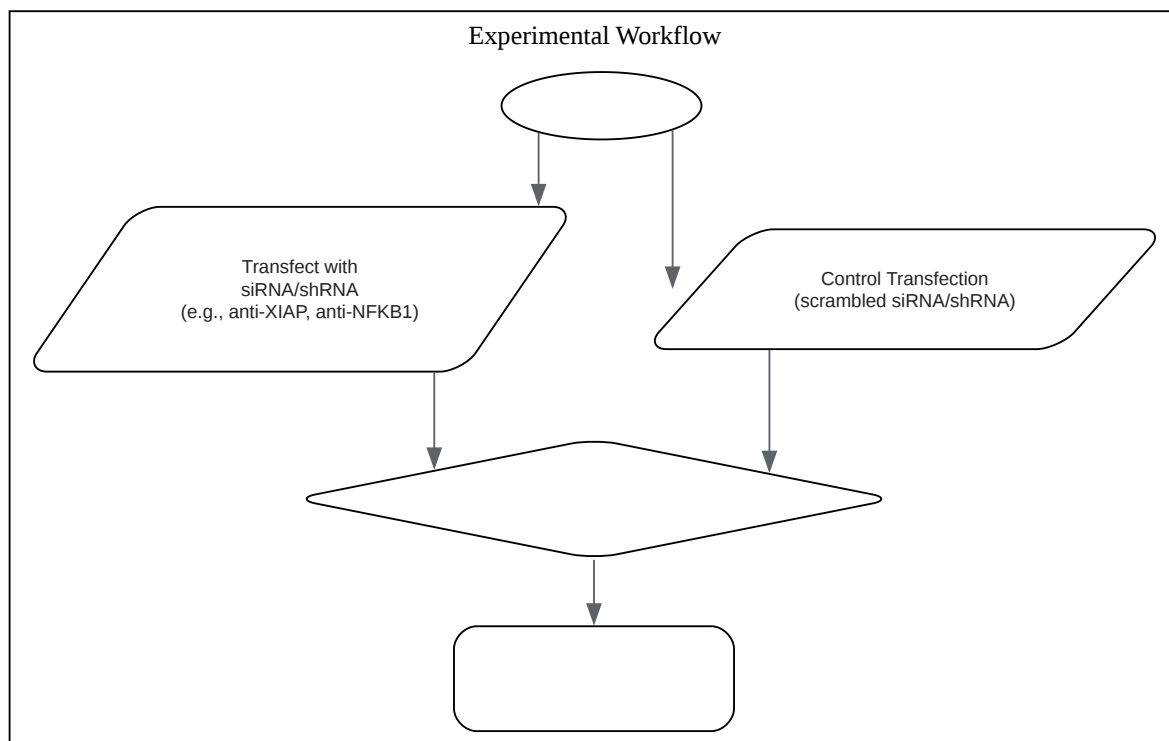 Experimental Workflow
Transfect with
siRNA/shRNA
(e.g., anti-XIAP, anti-NFKB1)
Control Transfection
(scrambled siRNA/shRNA)